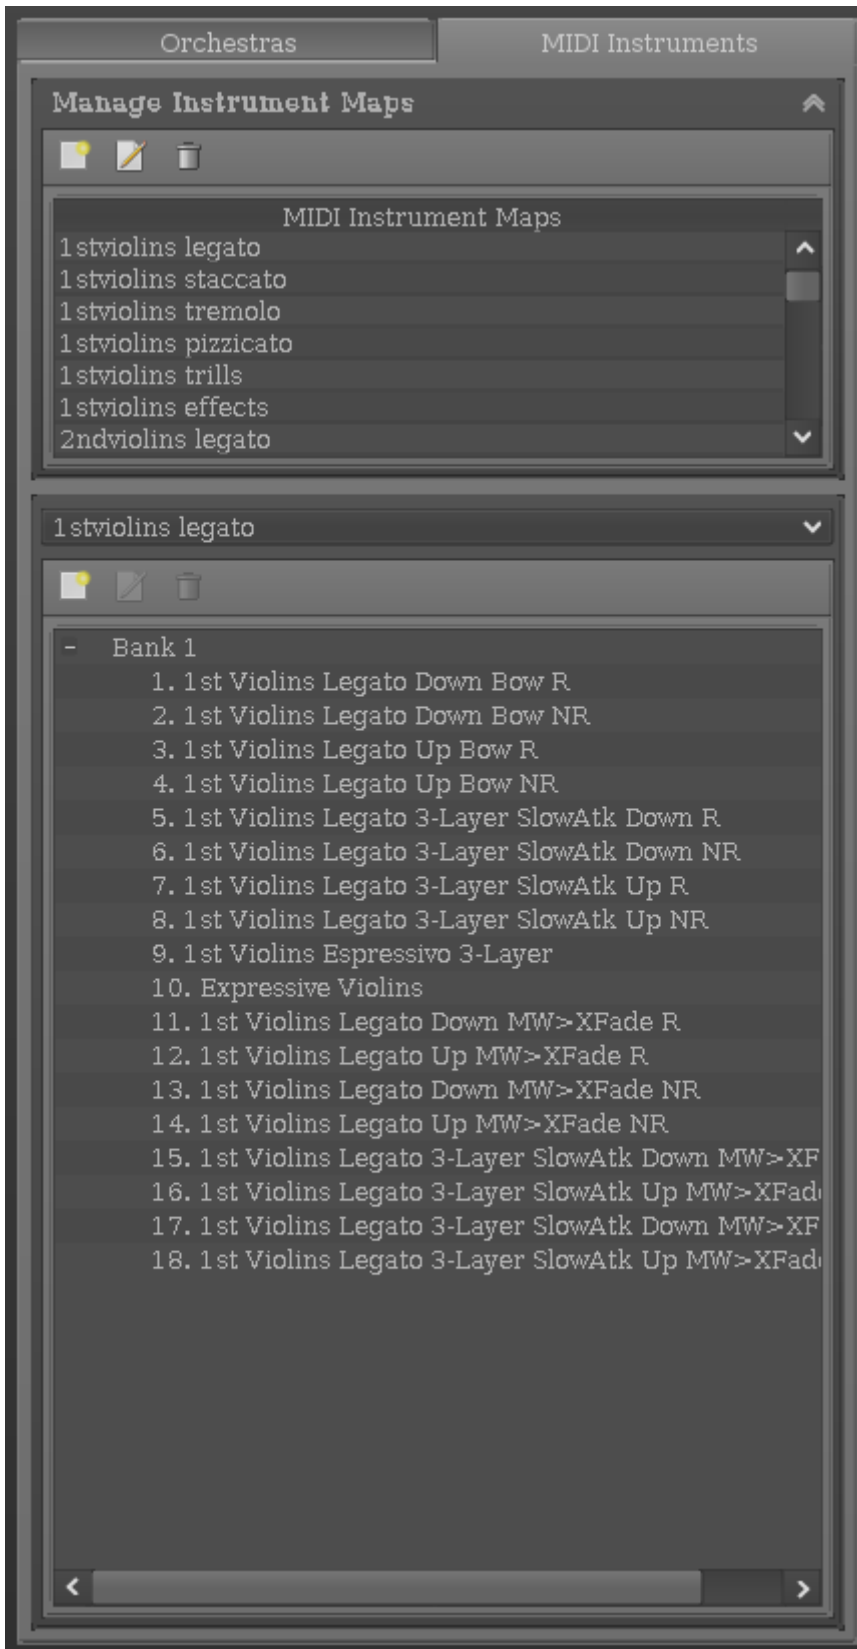 Orchestras
MIDI Instruments
Manage Instrument Maps
MIDI Instrument Maps
1stviolins legato
1stviolins staccato
1stviolins tremolo
1stviolins pizzicato
1stviolins trills
1stviolins effects
2ndviolins legato
1stviolins legato
Bank 1
1. 1st Violins Legato Down Bow R
2. 1st Violins Legato Down Bow NR
3. 1st Violins Legato Up Bow R
4. 1st Violins Legato Up Bow NR
5. 1st Violins Legato 3-Layer SlowAtk Down R
6. 1st Violins Legato 3-Layer SlowAtk Down NR
7. 1st Violins Legato 3-Layer SlowAtk Up R
8. 1st Violins Legato 3-Layer SlowAtk Up NR
9. 1st Violins Espressivo 3-Layer
10. Expressive Violins
11. 1st Violins Legato Down MW>XFade R
12. 1st Violins Legato Up MW>XFade R
13. 1st Violins Legato Down MW>XFade NR
14. 1st Violins Legato Up MW>XFade NR
15. 1st Violins Legato 3-Layer SlowAtk Down MW>XF
16. 1st Violins Legato 3-Layer SlowAtk Up MW>XFad
17. 1st Violins Legato 3-Layer SlowAtk Down MW>XF
18. 1st Violins Legato 3-Layer SlowAtk Up MW>XFad